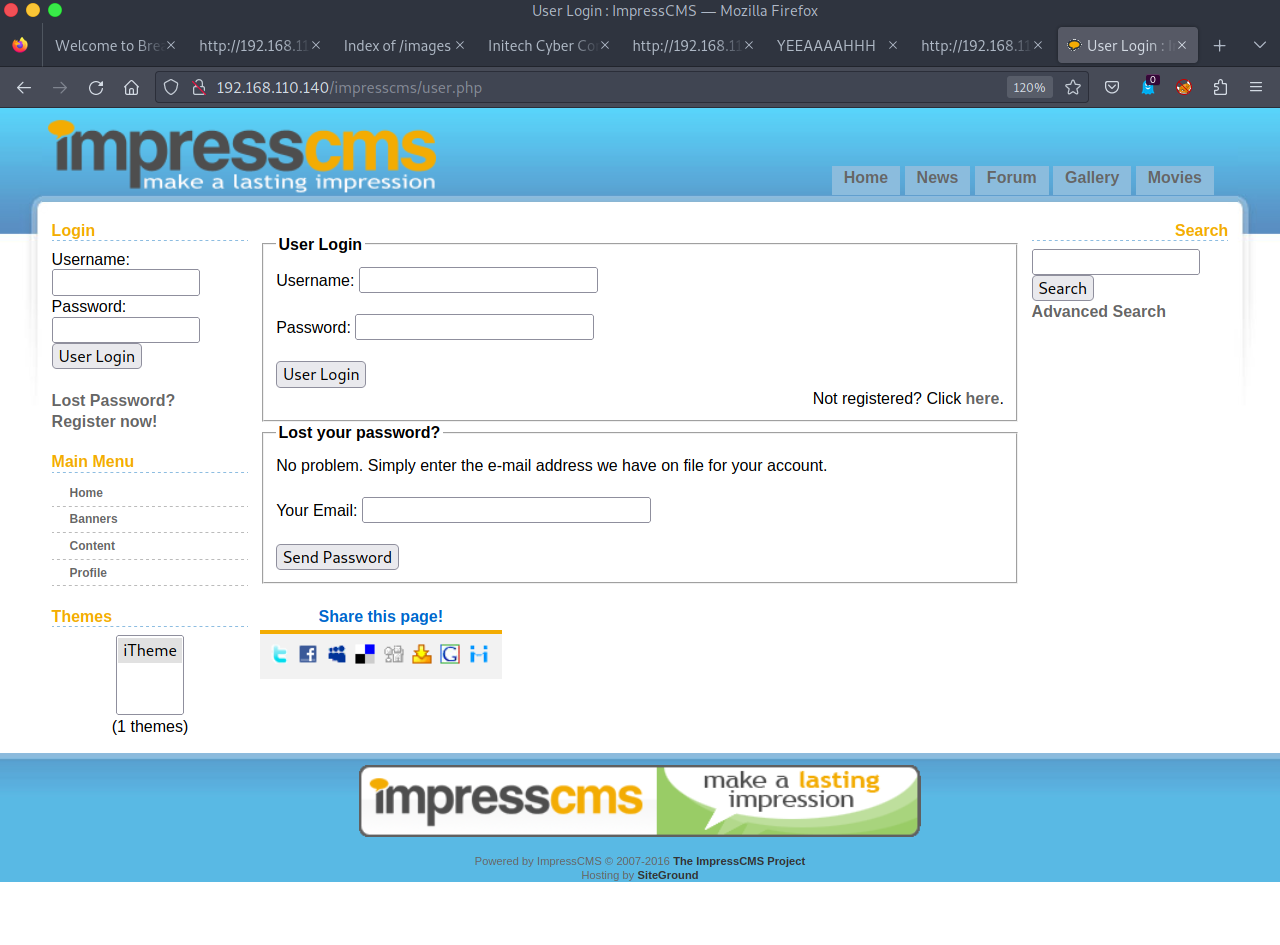 User Login : ImpressCMS — Mozilla Firefox
Welcome to Bre
http://192.168.11
Index of /images
Initech Cyber Co
http://192.168.11
YEEAAAAHHH
http://192.168.11
User Login : I
192.168.110.140/impresscms/user.php
120%
0
impresscms
make a lasting impression
Home News Forum Gallery Movies
Login
Username:
Password:
User Login
Lost Password?
Register now!
Main Menu
Home
Banners
Content
Profile
Themes
iTheme
(1 themes)
User Login
Username:
Password:
User Login
Not registered? Click here.
Lost your password?
No problem. Simply enter the e-mail address we have on file for your account.
Your Email:
Send Password
Share this page!
Search
Search
Advanced Search
impresscms
make a lasting
impression
Powered by ImpressCMS © 2007-2016 The ImpressCMS Project
Hosting by SiteGround